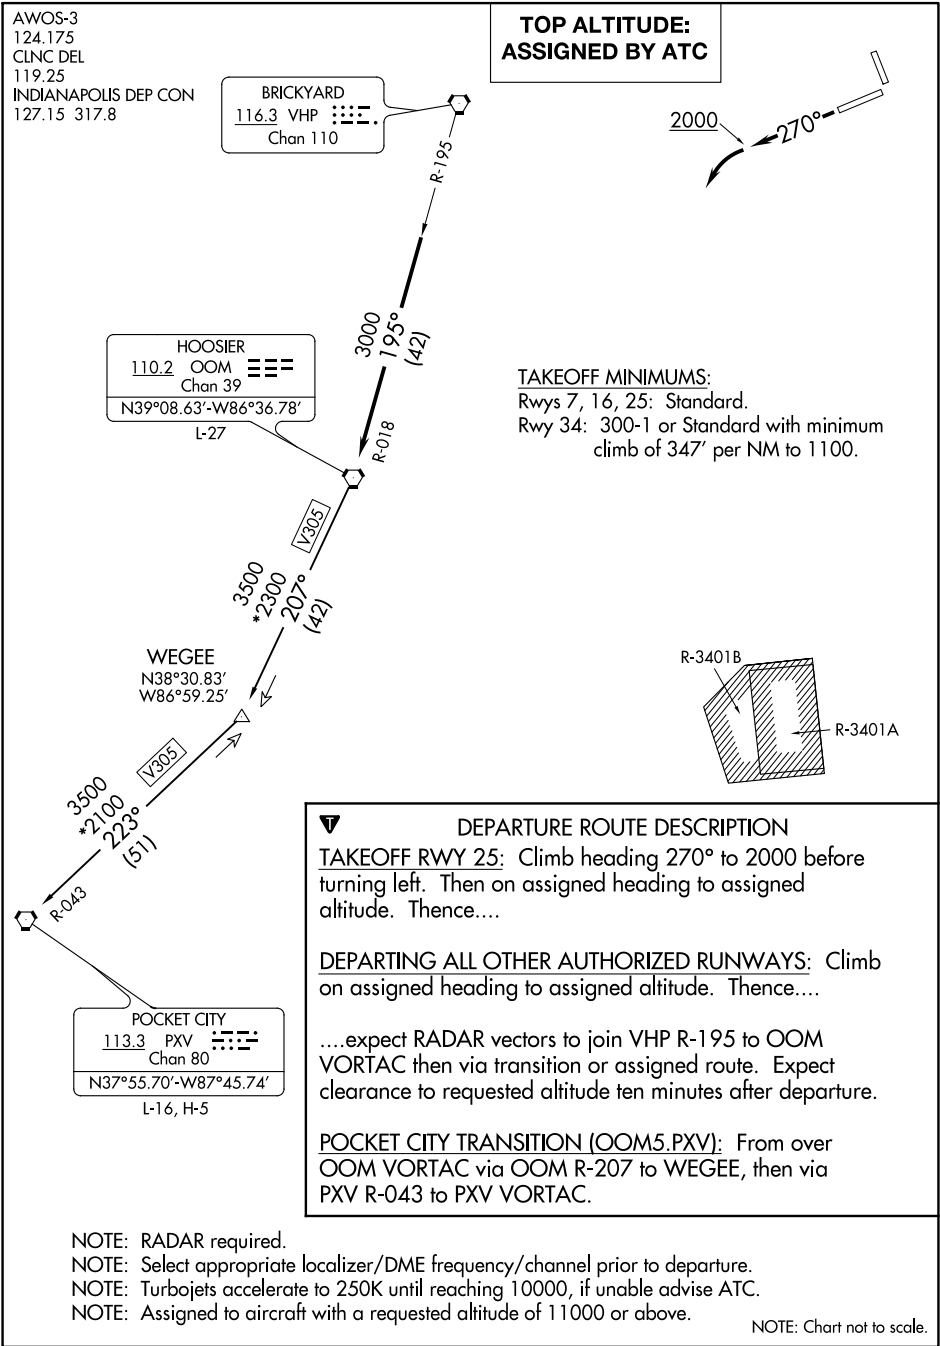 AWOS-3
124.175
CLNC DEL
119.25
INDIANAPOLIS DEP CON
127.15 317.8
TOP ALTITUDE:
ASSIGNED BY ATC
BRICKYARD
116.3 VHP
Chan 110
R-195
2000
270°
3000
195°
(42)
HOOSIER
110.2 OOM
Chan 39
N39°08.63′-W86°36.78′
L-27
R-018
TAKEOFF MINIMUMS:
Rwys 7, 16, 25: Standard.
Rwy 34: 300-1 or Standard with minimum
climb of 347′ per NM to 1100.
V305
3500
*2300
207°
(42)
WEGEE
N38°30.83′
W86°59.25′
R-3401B
R-3401A
V305
3500
*2100
223°
(51)
R-043
POCKET CITY
113.3 PXV
Chan 80
N37°55.70′-W87°45.74′
L-16, H-5
T
DEPARTURE ROUTE DESCRIPTION
TAKEOFF RWY 25: Climb heading 270° to 2000 before
turning left. Then on assigned heading to assigned
altitude. Thence....
DEPARTING ALL OTHER AUTHORIZED RUNWAYS: Climb
on assigned heading to assigned altitude. Thence....
....expect RADAR vectors to join VHP R-195 to OOM
VORTAC then via transition or assigned route. Expect
clearance to requested altitude ten minutes after departure.
POCKET CITY TRANSITION (OOM5.PXV): From over
OOM VORTAC via OOM R-207 to WEGEE, then via
PXV R-043 to PXV VORTAC.
NOTE: RADAR required.
NOTE: Select appropriate localizer/DME frequency/channel prior to departure.
NOTE: Turbojets accelerate to 250K until reaching 10000, if unable advise ATC.
NOTE: Assigned to aircraft with a requested altitude of 11000 or above.
NOTE: Chart not to scale.